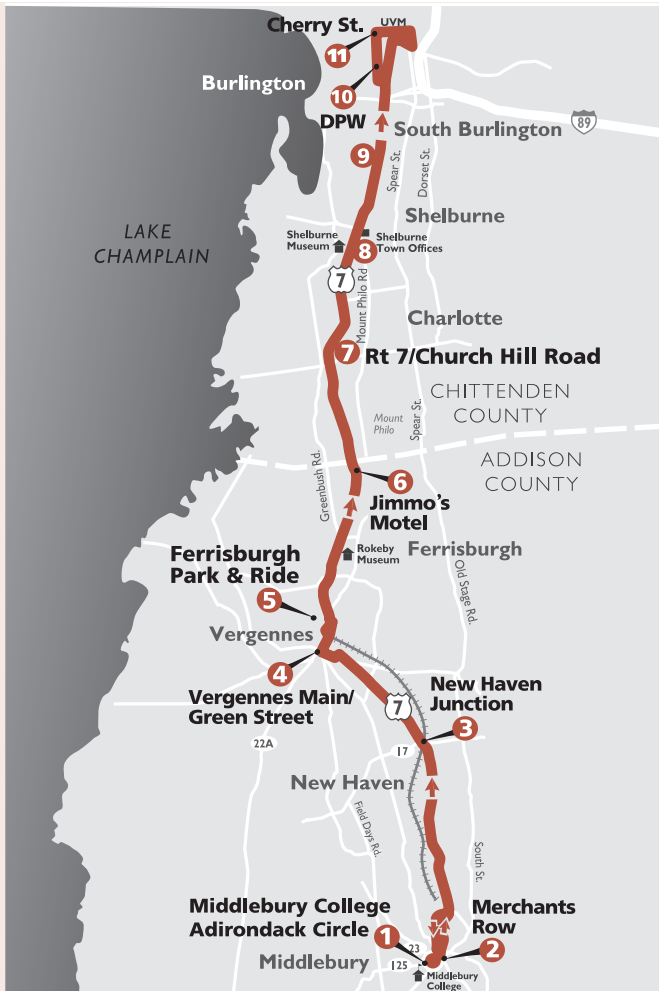 Cherry St.
UVM
11
Burlington
10
DPW
South Burlington
89
9
Spear St.
Dorset St.
LAKE
CHAMPLAIN
Shelburne
Shelburne
Museum
Shelburne
Town Offices
8
7
Mount Philo Rd
Charlotte
7
Rt 7/Church Hill Road
CHITTENDEN
COUNTY
Mount
Philo
Spear St.
ADDISON
COUNTY
Greenbush Rd.
6
Jimmo's
Motel
Rokeby
Museum
Ferrisburgh
Ferrisburgh
Park & Ride
5
Old Stage Rd.
Vergennes
4
Vergennes Main/
Green Street
New Haven
Junction
7
3
22A
17
New Haven
Field Days Rd.
South St.
Middlebury College
Adirondack Circle
1
Merchants
Row
2
23
Middlebury
125
Middlebury
College